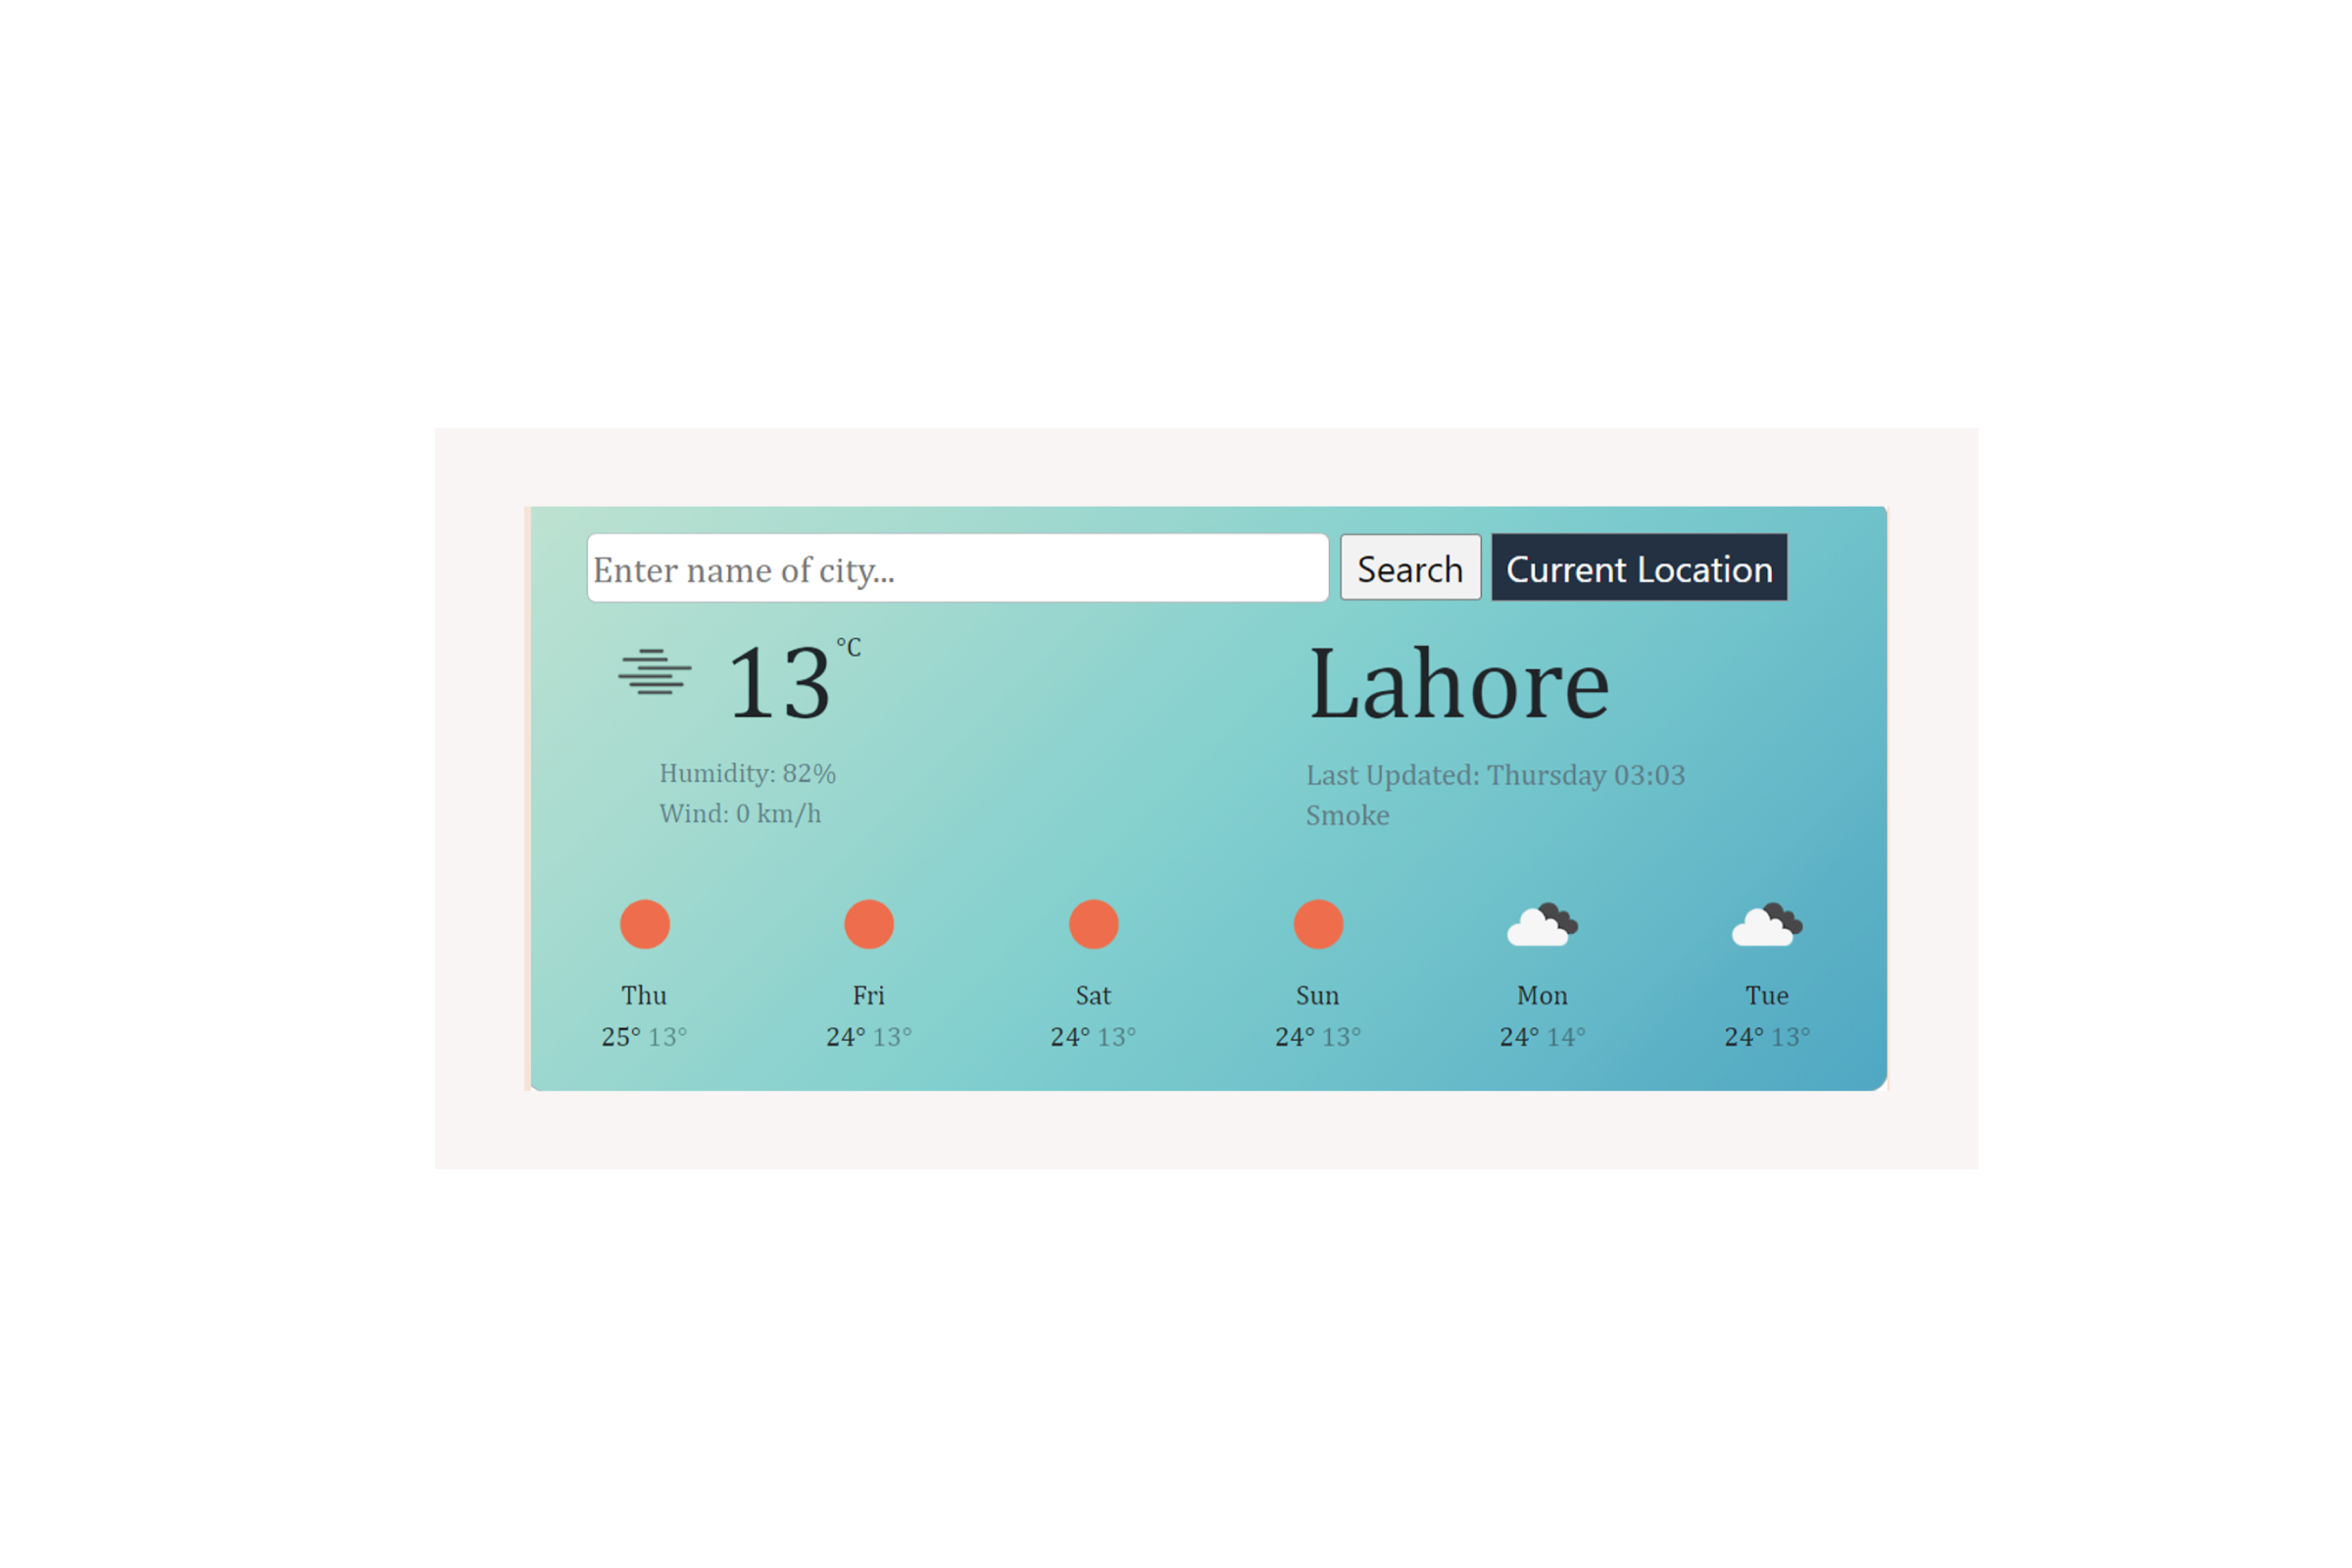 Enter name of city...
Search
Current Location
13 °C
Lahore
Humidity: 82%
Wind: 0 km/h
Last Updated: Thursday 03:03
Smoke
Thu
Fri
Sat
Sun
Mon
Tue
25° 13°
24° 13°
24° 13°
24° 13°
24° 14°
24° 13°